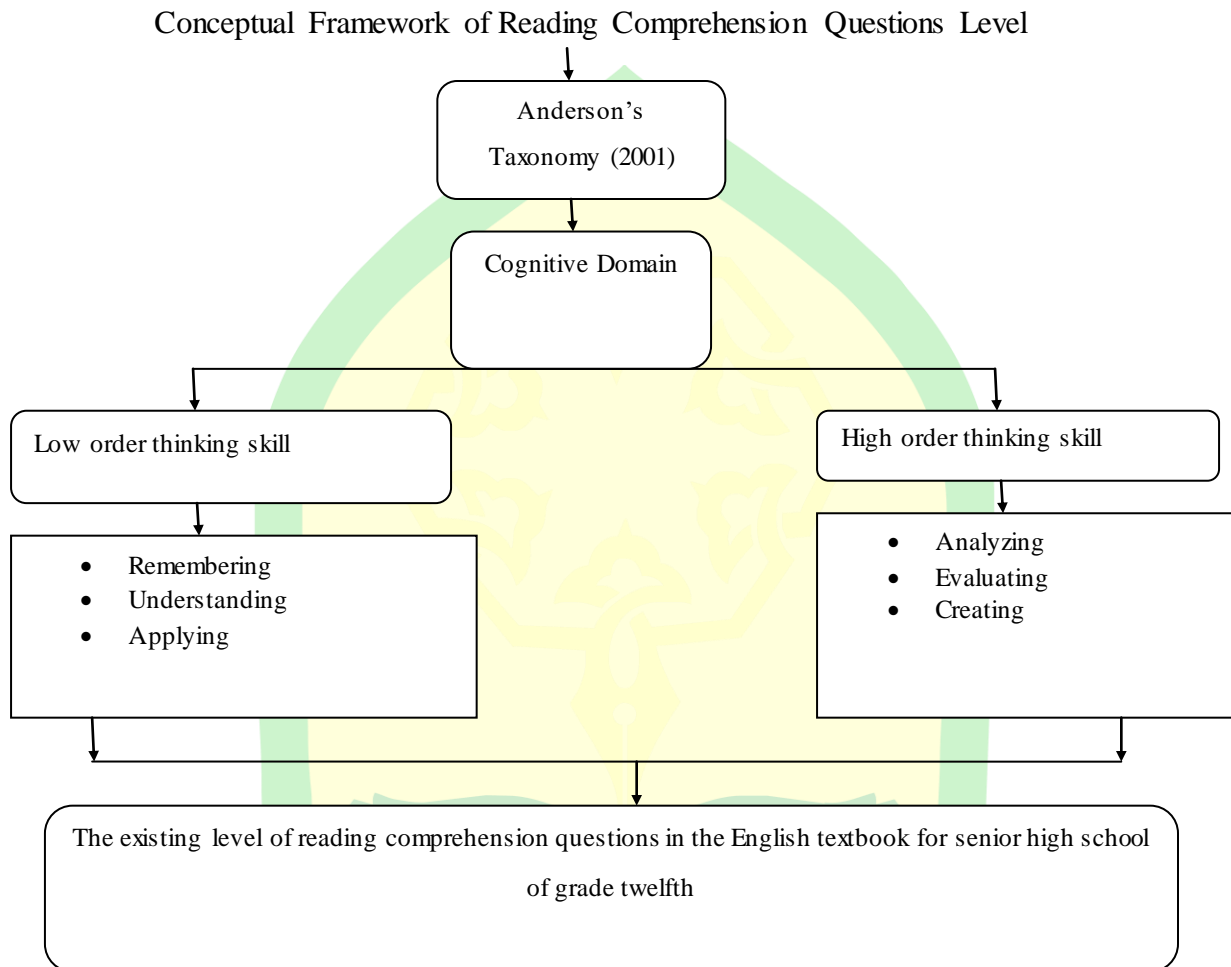 Conceptual Framework of Reading Comprehension Questions Level
Anderson’s
Taxonomy (2001)
Cognitive Domain
Low order thinking skill
High order thinking skill
• Remembering
• Understanding
• Applying
• Analyzing
• Evaluating
• Creating
The existing level of reading comprehension questions in the English textbook for senior high school
of grade twelfth